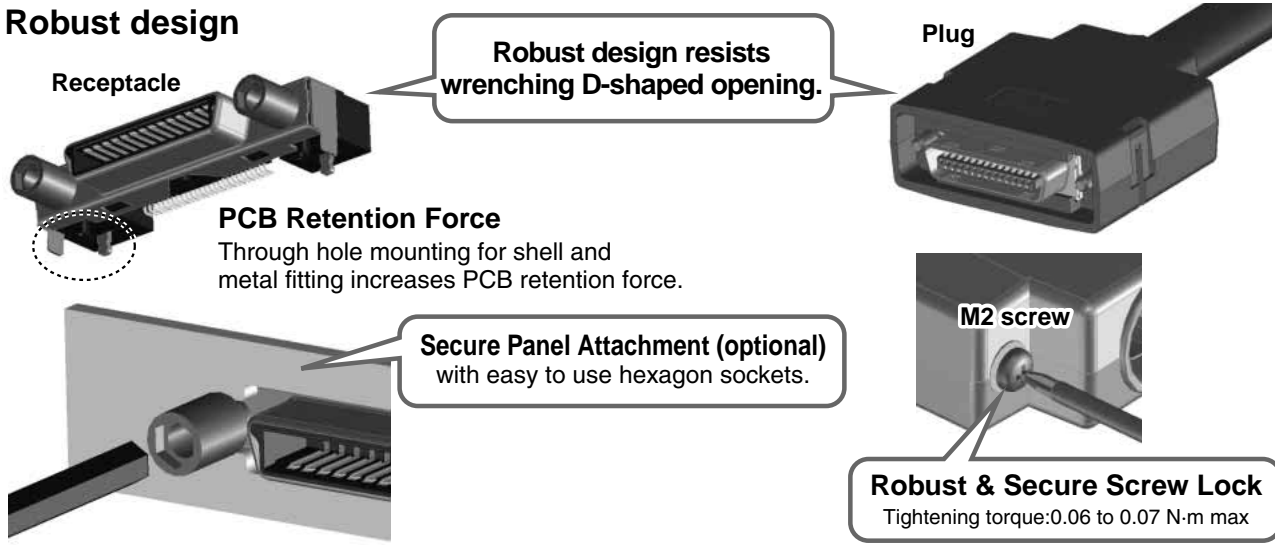 Robust design
Receptacle
Robust design resists
wrenching D-shaped opening.
Plug
PCB Retention Force
Through hole mounting for shell and
metal fitting increases PCB retention force.
M2 screw
Secure Panel Attachment (optional)
with easy to use hexagon sockets.
Robust & Secure Screw Lock
Tightening torque:0.06 to 0.07 N·m max